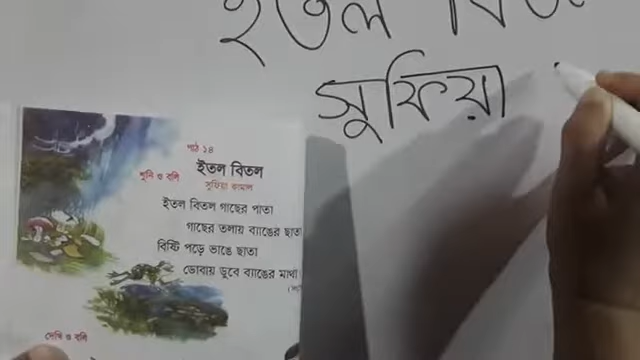 ইতল বিতল
সুফিয়া
পাঠ ১৪
ইতল বিতল
শুনি ও বলি
সুফিয়া কামাল
ইতল বিতল গাছের পাতা
গাছের তলায় ব্যাঙের ছাতা
বিষ্টি পড়ে ভাঙে ছাতা
ডোবায় ডুবে ব্যাঙের মাথা
দেখি ও বলি